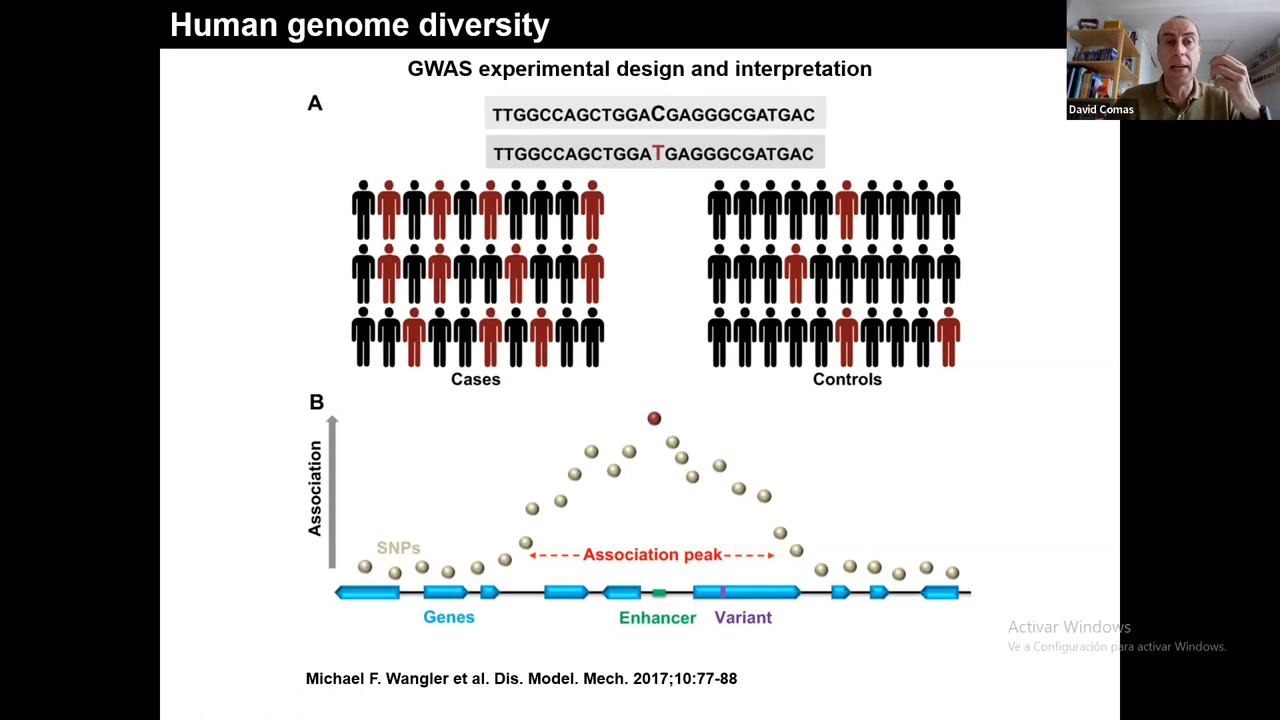 Human genome diversity
David Comas
GWAS experimental design and interpretation
A
TTGGCCAGCTGGACGAGGGCGATGAC
TTGGCCAGCTGGATGAGGGCGATGAC
Cases
Controls
B
Association
SNPs
Association peak
Genes
Enhancer
Variant
Activar Windows
Ve a Configuración para activar Windows.
Michael F. Wangler et al. Dis. Model. Mech. 2017;10:77-88